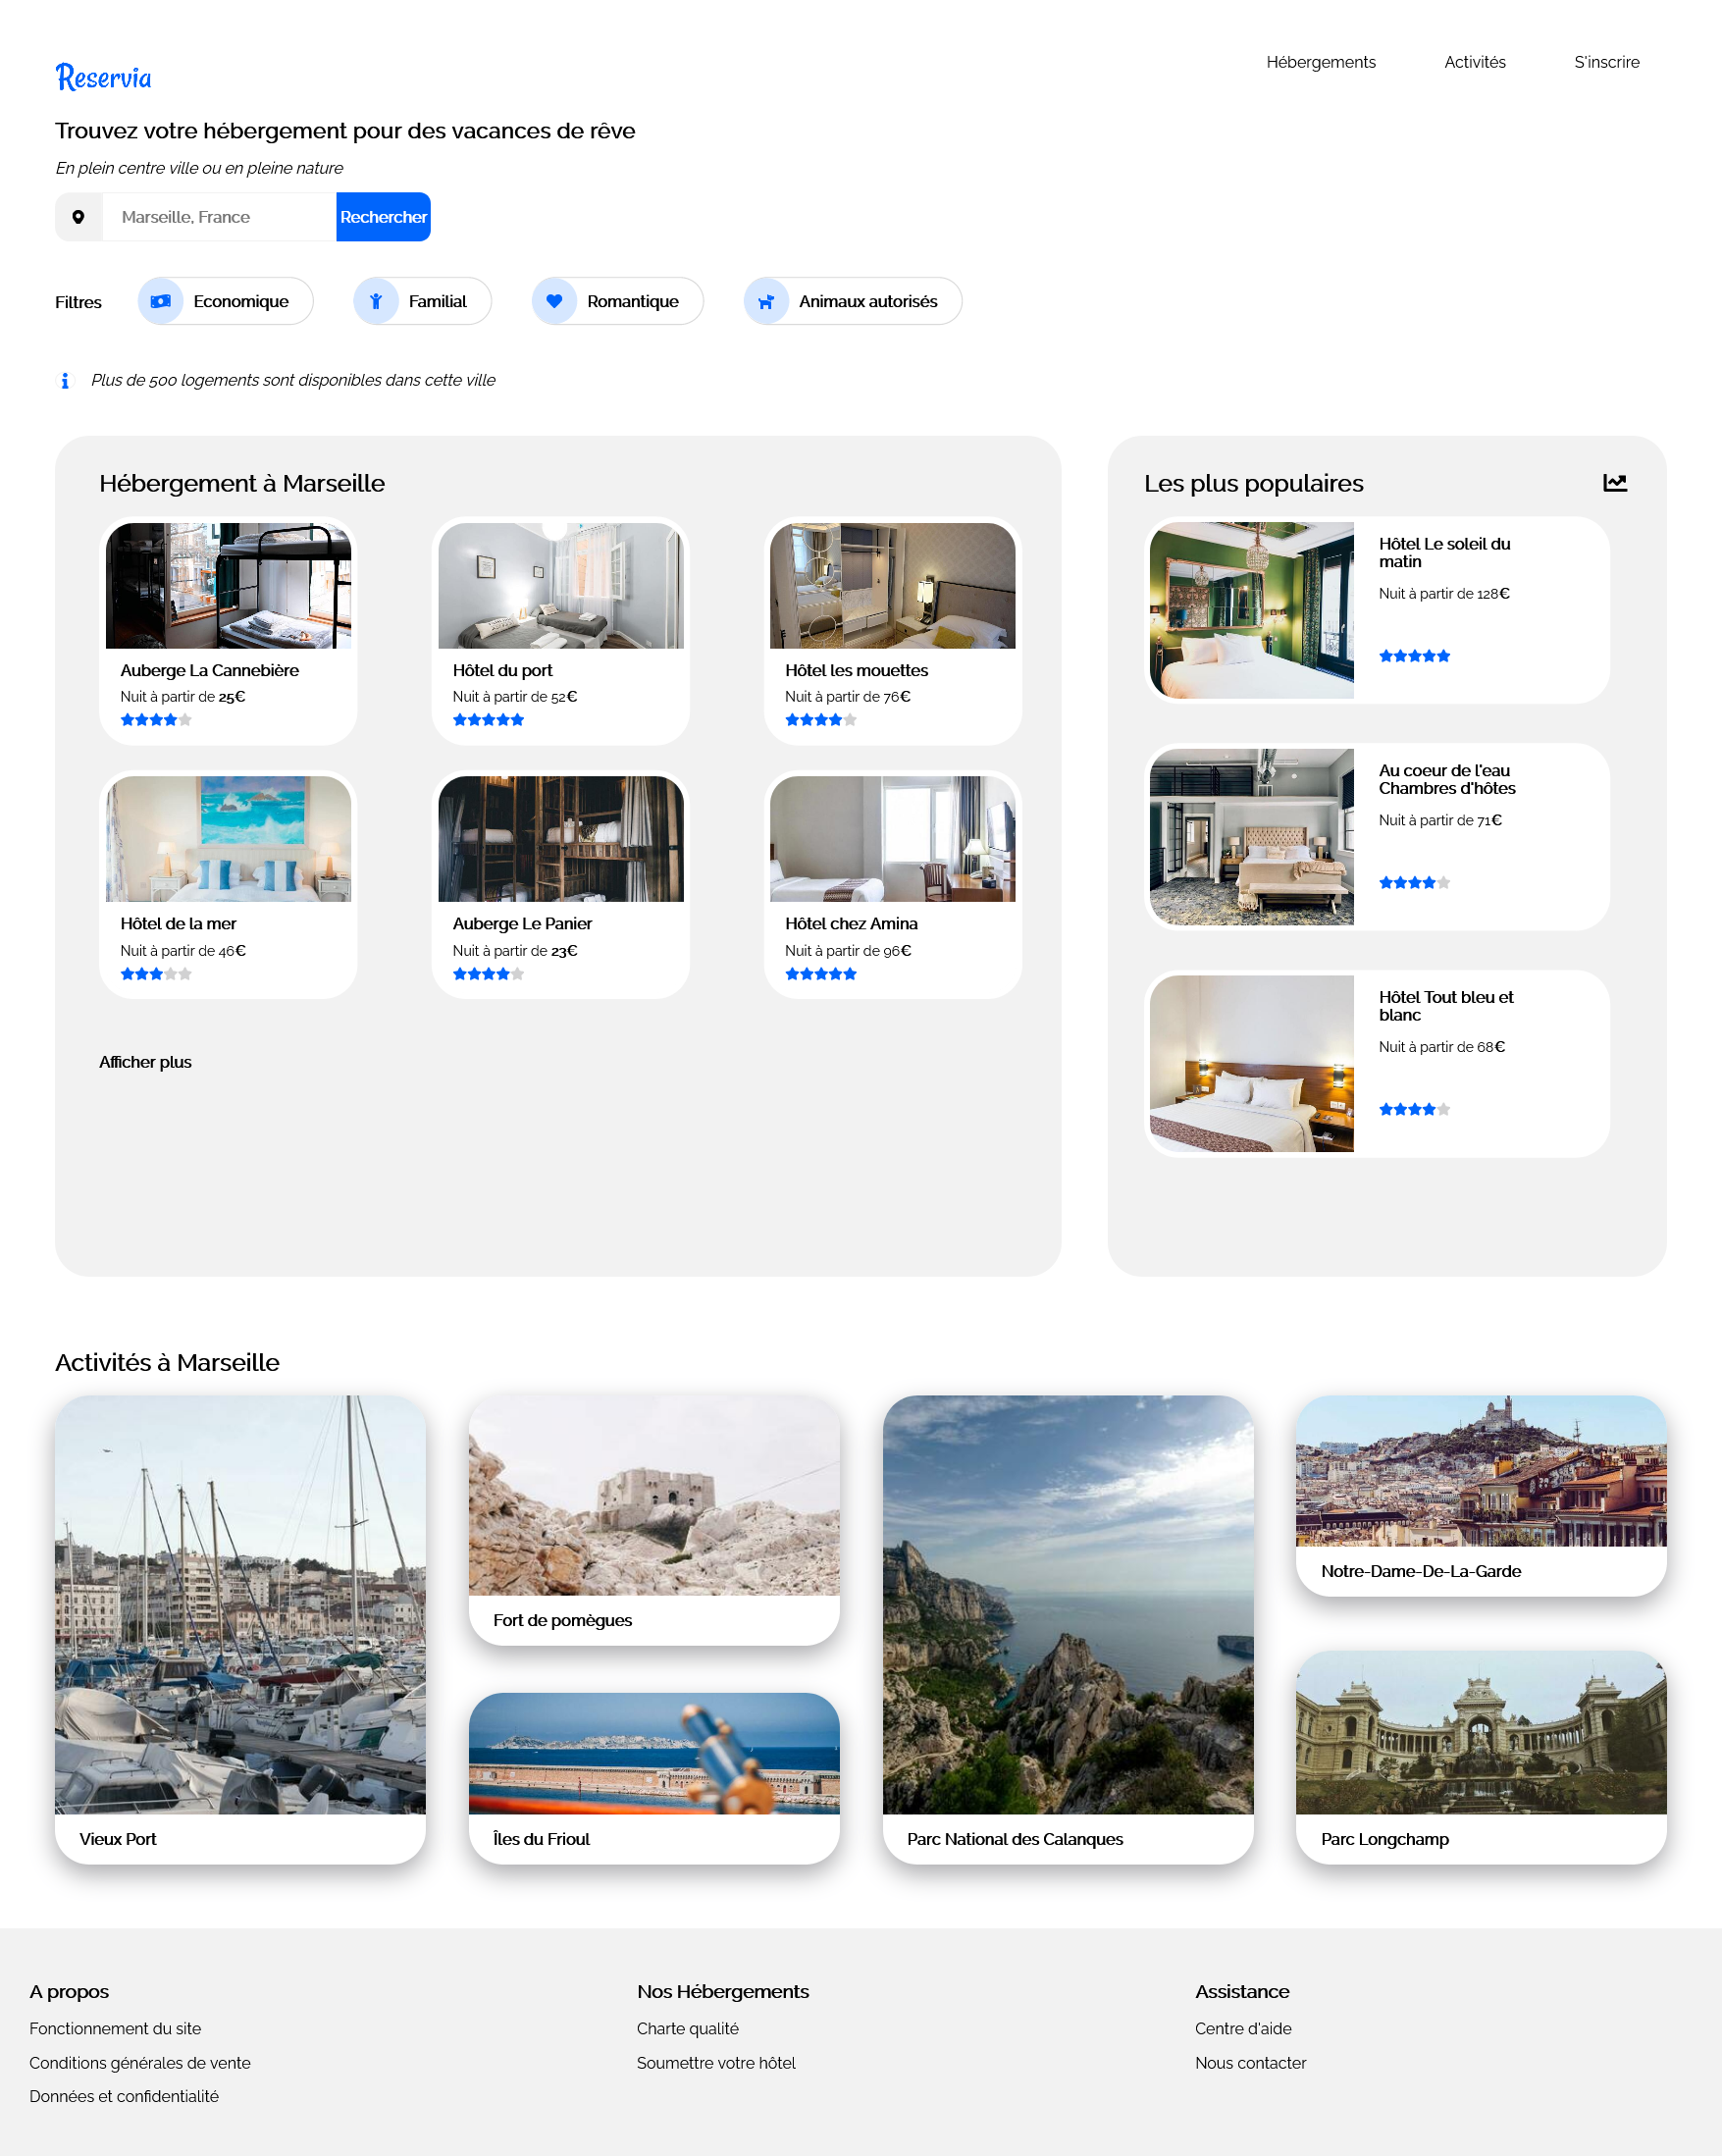 Reservia
Hébergements
Activités
S'inscrire
Trouvez votre hébergement pour des vacances de rêve
En plein centre ville ou en pleine nature
Marseille, France
Rechercher
Filtres
Economique
Familial
Romantique
Animaux autorisés
Plus de 500 logements sont disponibles dans cette ville
Hébergement à Marseille
Auberge La Cannebière
Nuit à partir de 25€
Hôtel du port
Nuit à partir de 52€
Hôtel les mouettes
Nuit à partir de 76€
Hôtel de la mer
Nuit à partir de 46€
Auberge Le Panier
Nuit à partir de 23€
Hôtel chez Amina
Nuit à partir de 96€
Afficher plus
Les plus populaires
Hôtel Le soleil du
matin
Nuit à partir de 128€
Au coeur de l'eau
Chambres d'hôtes
Nuit à partir de 71€
Hôtel Tout bleu et
blanc
Nuit à partir de 68€
Activités à Marseille
Vieux Port
Fort de pomègues
Îles du Frioul
Parc National des Calanques
Notre-Dame-De-La-Garde
Parc Longchamp
A propos
Fonctionnement du site
Conditions générales de vente
Données et confidentialité
Nos Hébergements
Charte qualité
Soumettre votre hôtel
Assistance
Centre d'aide
Nous contacter